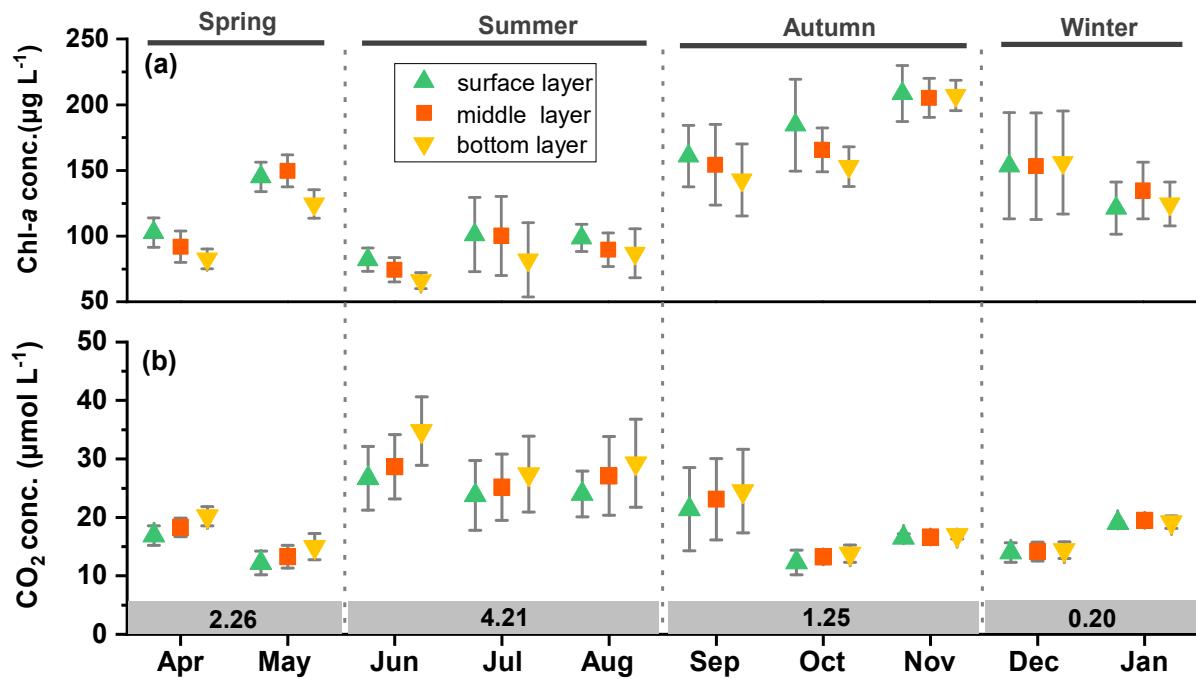 Spring Summer Autumn Winter
(a)
Chl-a conc.(µg L⁻¹)
250
200
150
100
50
surface layer
middle layer
bottom layer
(b)
CO₂ conc. (µmol L⁻¹)
50
40
30
20
10
0
2.26 4.21 1.25 0.20
Apr May Jun Jul Aug Sep Oct Nov Dec Jan